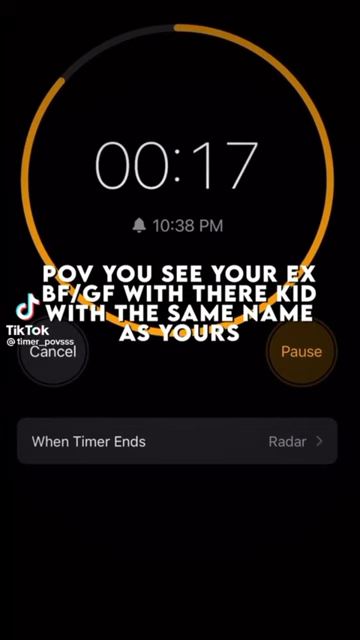 00:17
10:38 PM
POV YOU SEE YOUR EX
BF/GF WITH THERE KID
WITH THE SAME NAME
AS YOURS
TikTok
@timer_povsss
Cancel
Pause
When Timer Ends
Radar